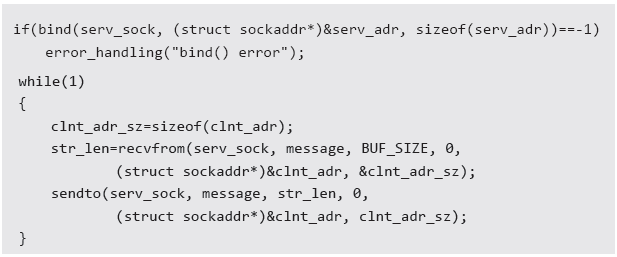 if(bind(serv_sock, (struct sockaddr*)&serv_adr, sizeof(serv_adr))==-1)
    error_handling("bind() error");
while(1)
{
    clnt_adr_sz=sizeof(clnt_adr);
    str_len=recvfrom(serv_sock, message, BUF_SIZE, 0,
            (struct sockaddr*)&clnt_adr, &clnt_adr_sz);
    sendto(serv_sock, message, str_len, 0,
            (struct sockaddr*)&clnt_adr, clnt_adr_sz);
}